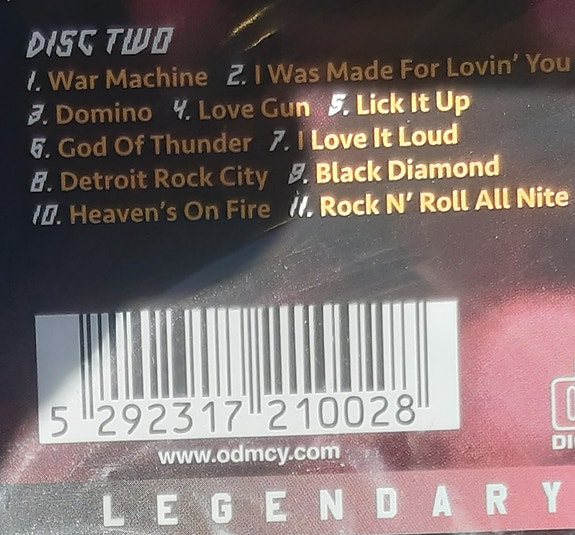 DISC TWO
1. War Machine 2. I Was Made For Lovin' You
3. Domino 4. Love Gun 5. Lick It Up
6. God Of Thunder 7. I Love It Loud
8. Detroit Rock City 9. Black Diamond
10. Heaven's On Fire 11. Rock N' Roll All Nite
5 292317 210028
www.odmcy.com
LEGENDARY